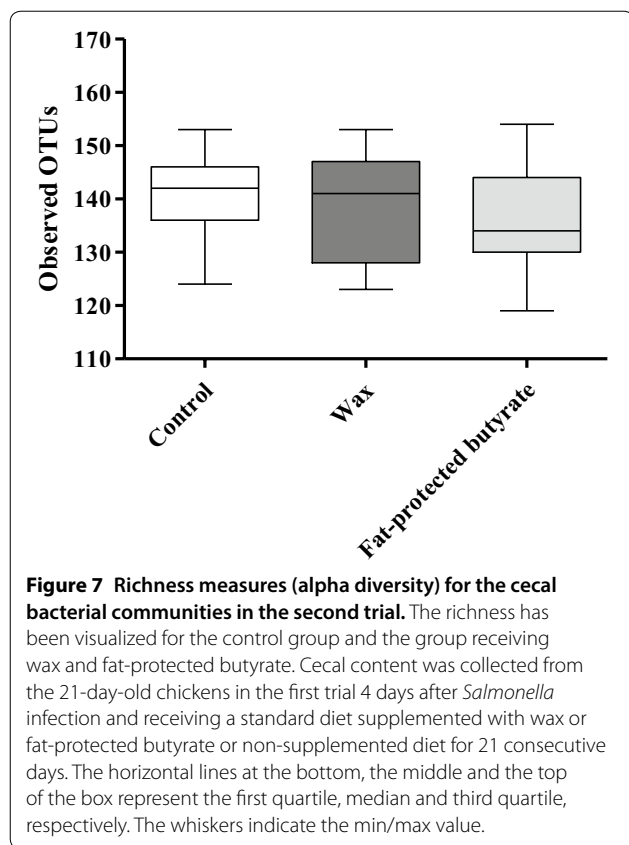 170
160
150
140
130
120
110
Observed OTUs
Control
Wax
Fat-protected butyrate
Figure 7 Richness measures (alpha diversity) for the cecal
bacterial communities in the second trial. The richness has
been visualized for the control group and the group receiving
wax and fat-protected butyrate. Cecal content was collected from
the 21-day-old chickens in the first trial 4 days after Salmonella
infection and receiving a standard diet supplemented with wax or
fat-protected butyrate or non-supplemented diet for 21 consecutive
days. The horizontal lines at the bottom, the middle and the top
of the box represent the first quartile, median and third quartile,
respectively. The whiskers indicate the min/max value.